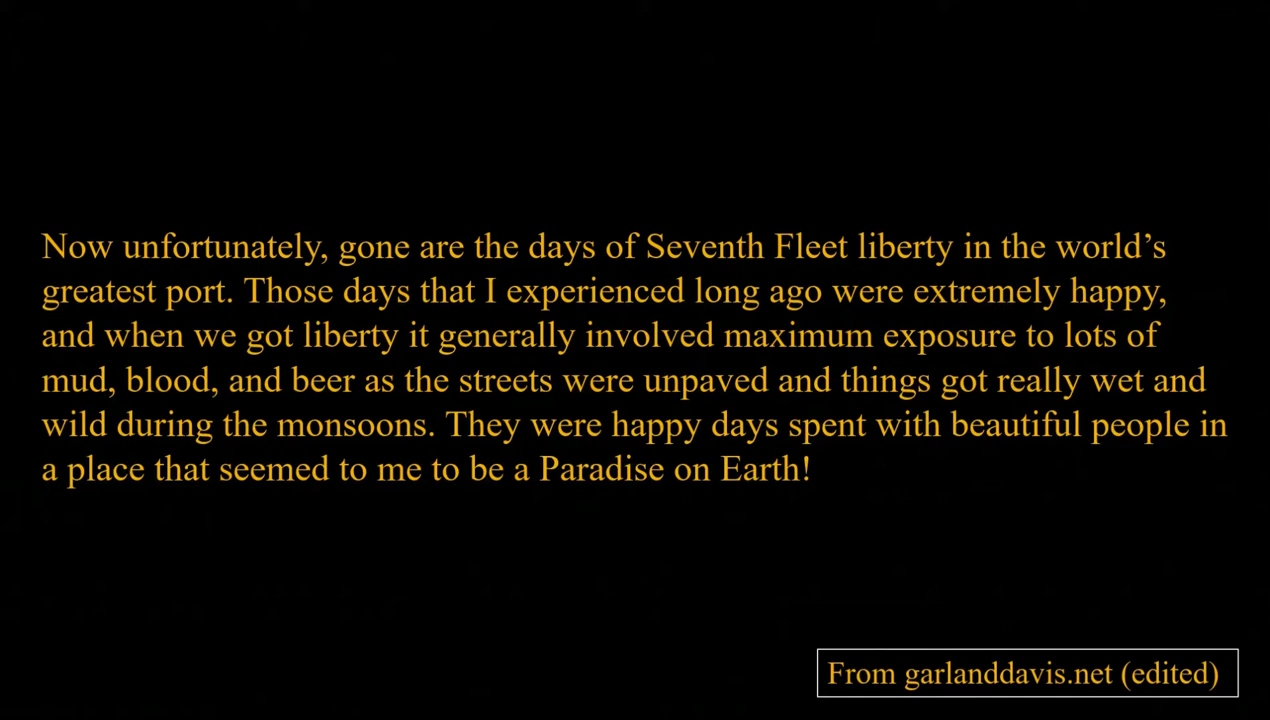 Now unfortunately, gone are the days of Seventh Fleet liberty in the world’s
greatest port. Those days that I experienced long ago were extremely happy,
and when we got liberty it generally involved maximum exposure to lots of
mud, blood, and beer as the streets were unpaved and things got really wet and
wild during the monsoons. They were happy days spent with beautiful people in
a place that seemed to me to be a Paradise on Earth!
From garlanddavis.net (edited)